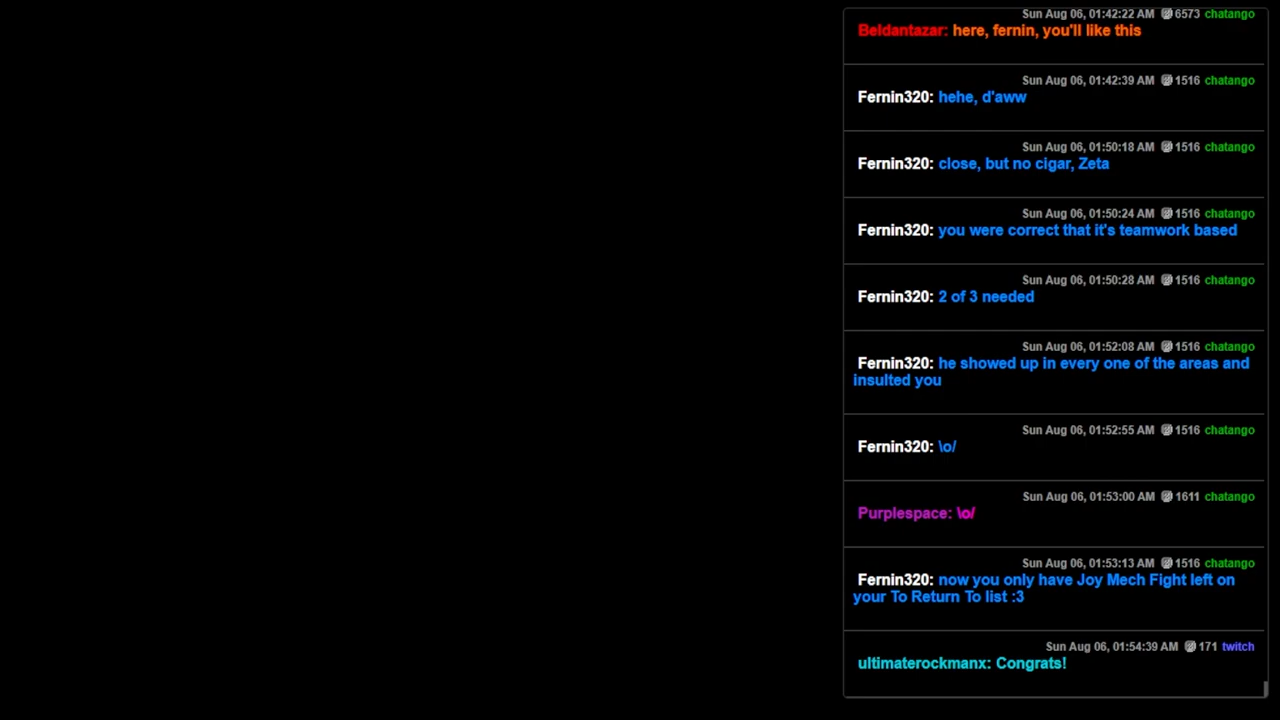 Sun Aug 06, 01:42:22 AM 6573 chatango
Beldantazar: here, fernin, you'll like this
Sun Aug 06, 01:42:39 AM 1516 chatango
Fernin320: hehe, d'aww
Sun Aug 06, 01:50:18 AM 1516 chatango
Fernin320: close, but no cigar, Zeta
Sun Aug 06, 01:50:24 AM 1516 chatango
Fernin320: you were correct that it's teamwork based
Sun Aug 06, 01:50:28 AM 1516 chatango
Fernin320: 2 of 3 needed
Sun Aug 06, 01:52:08 AM 1516 chatango
Fernin320: he showed up in every one of the areas and
insulted you
Sun Aug 06, 01:52:55 AM 1516 chatango
Fernin320: \o/
Sun Aug 06, 01:53:00 AM 1611 chatango
Purplespace: \o/
Sun Aug 06, 01:53:13 AM 1516 chatango
Fernin320: now you only have Joy Mech Fight left on
your To Return To list :3
Sun Aug 06, 01:54:39 AM 171 twitch
ultimaterockmanx: Congrats!